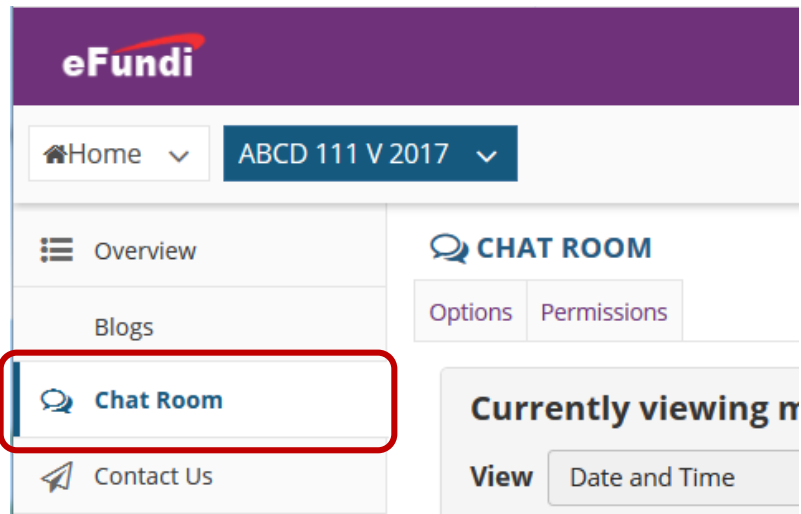 eFundi
Home
ABCD 111 V 2017
Overview
CHAT ROOM
Options Permissions
Blogs
Chat Room
Currently viewing
View Date and Time
Contact Us